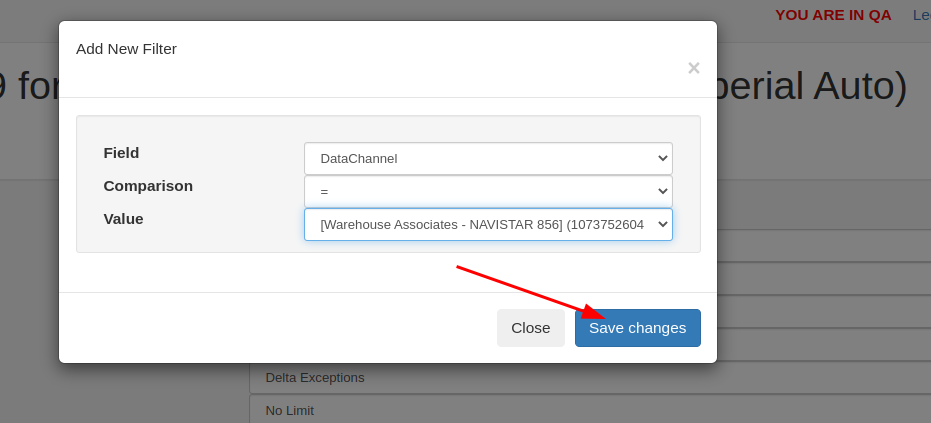 YOU ARE IN QA
Add New Filter
×
9 for
perial Auto)
Field
DataChannel
Comparison
=
Value
[Warehouse Associates - NAVISTAR 856] (1073752604
Close
Save changes
Delta Exceptions
No Limit